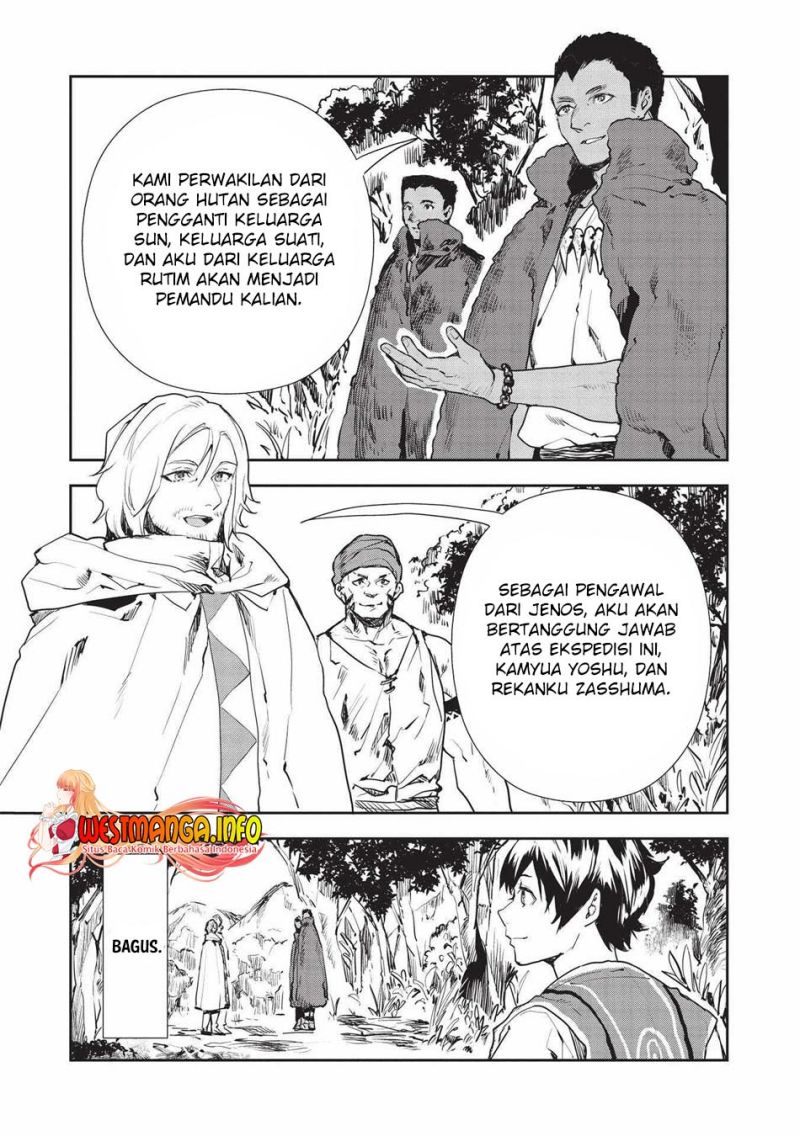 KAMI PERWAKILAN DARI
ORANG HUTAN SEBAGAI
PENGGANTI KELUARGA
SUN, KELUARGA SUATI,
DAN AKU DARI KELUARGA
RUTIM AKAN MENJADI
PEMANDU KALIAN.
SEBAGAI PENGAWAL
DARI JENOS, AKU AKAN
BERTANGGUNG JAWAB
ATAS EKSPEDISI INI,
KAMYUA YOSHU, DAN
REKANKU ZASSHUMA.
WESTMANGA.INFO
Situs Baca Komik Berbahasa Indonesia
BAGUS.